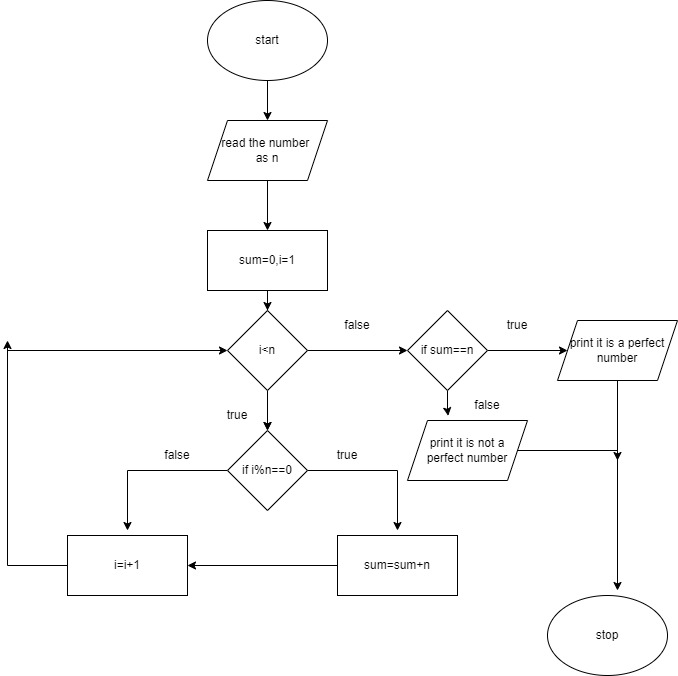 start
read the number
as n
sum=0,i=1
i<n
false
if sum==n
true
print it is a perfect
number
true
false
print it is not a
perfect number
false
if i%n==0
true
i=i+1
sum=sum+n
stop